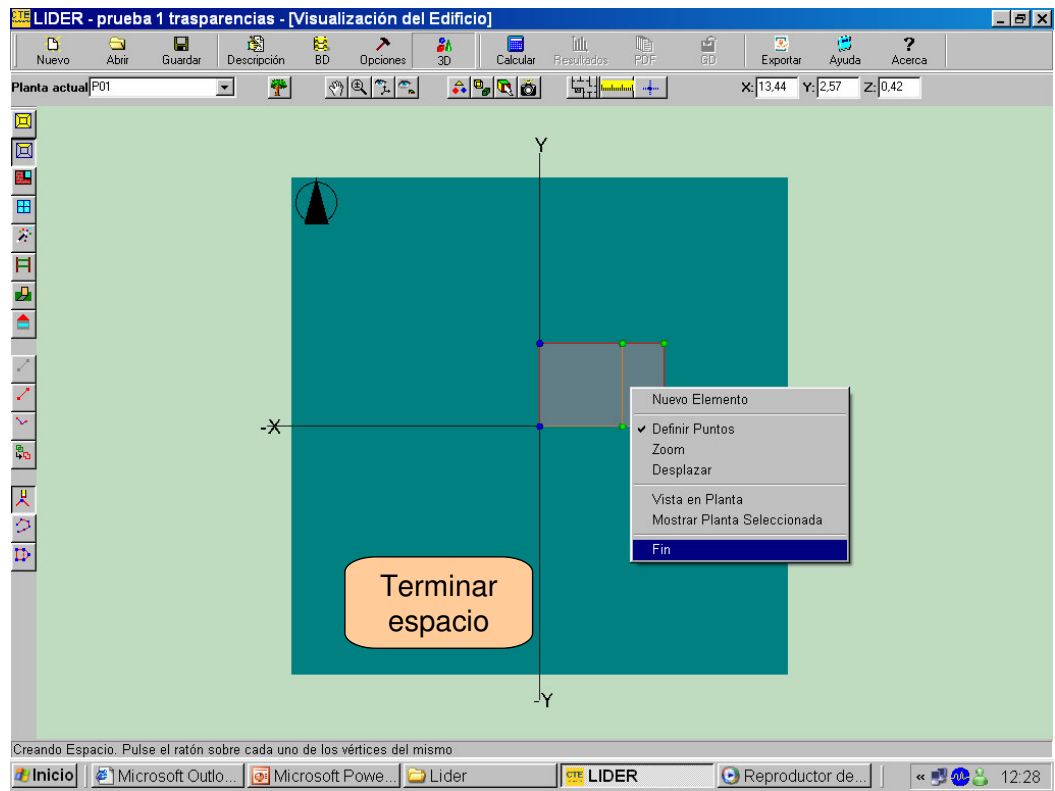 CTE LIDER - prueba 1 trasparencias - [Visualización del Edificio]
Nuevo Abrir Guardar Descripción BD Opciones 3D Calcular Resultados PDF GD Exportar Ayuda Acerca
Planta actual P01 X: 13,44 Y: 2,57 Z: 0,42
Y
-X
Nuevo Elemento
Definir Puntos
Zoom
Desplazar
Vista en Planta
Mostrar Planta Seleccionada
Fin
Terminar
espacio
-Y
Creando Espacio. Pulse el ratón sobre cada uno de los vértices del mismo
Inicio Microsoft Outlo... Microsoft Powe... Lider CTE LIDER Reproductor de... « 12:28